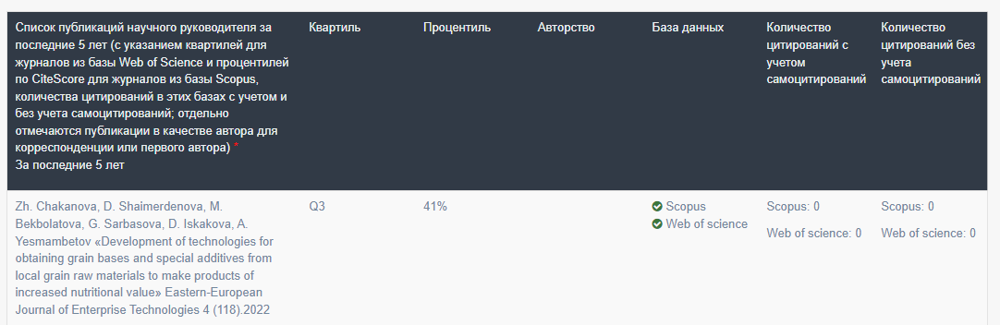 Список публикаций научного руководителя за
последние 5 лет (с указанием квартилей для
журналов из базы Web of Science и процентилей
по CiteScore для журналов из базы Scopus,
количества цитирований в этих базах с учетом и
без учета самоцитирований; отдельно
отмечаются публикации в качестве автора для
корреспонденции или первого автора) *
За последние 5 лет
Квартиль
Процентиль
Авторство
База данных
Количество
цитирований с
учетом
самоцитирований
Количество
цитирований без
учета
самоцитирований
Zh. Chakanova, D. Shaimerdenova, M.
Bekbolatova, G. Sarbasova, D. Iskakova, A.
Yesmambetov «Development of technologies for
obtaining grain bases and special additives from
local grain raw materials to make products of
increased nutritional value» Eastern-European
Journal of Enterprise Technologies 4 (118).2022
Q3
41%
Scopus
Web of science
Scopus: 0
Web of science: 0
Scopus: 0
Web of science: 0